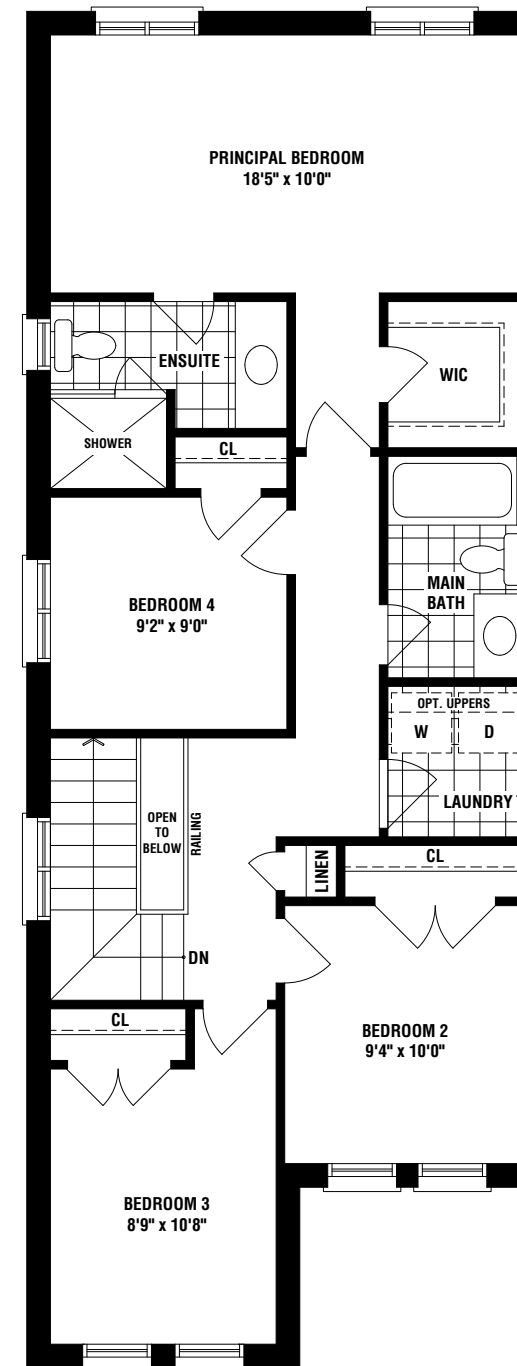 PRINCIPAL BEDROOM
18'5" x 10'0"
ENSUITE
WIC
SHOWER
CL
BEDROOM 4
9'2" x 9'0"
MAIN
BATH
OPT. UPPERS
W
D
LAUNDRY
OPEN
TO
BELOW
RAILING
LINEN
CL
DN
CL
BEDROOM 2
9'4" x 10'0"
BEDROOM 3
8'9" x 10'8"